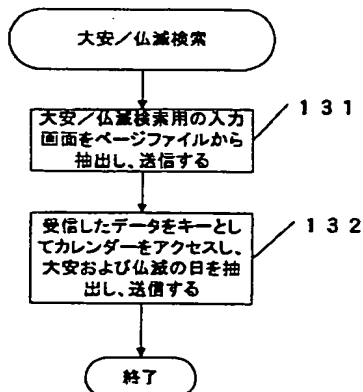 大安／仏滅検索
大安／仏滅検索用の入力
画面をページファイルから
抽出し、送信する
１３１
受信したデータをキーとし
てカレンダーをアクセスし、
大安および仏滅の日を抽
出し、送信する
１３２
終了